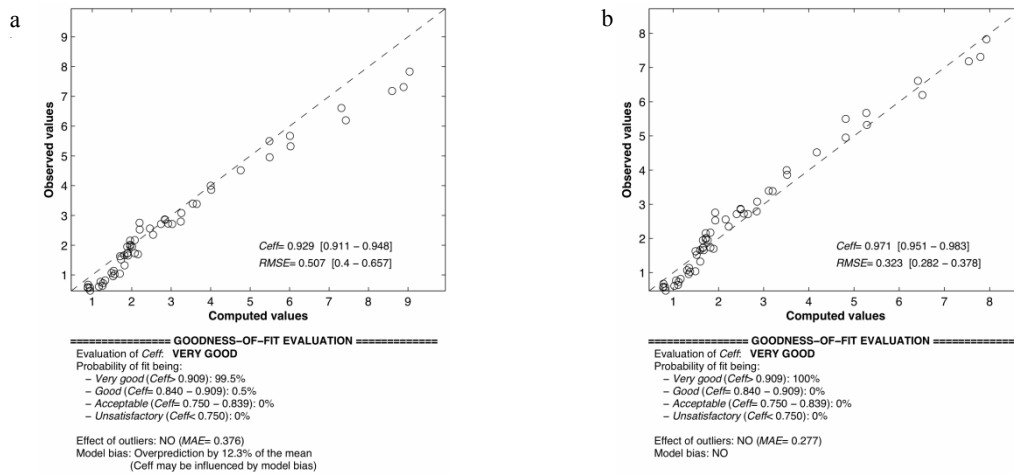 a
9
8
7
6
5
4
3
2
1
Observed values
Ceff= 0.929 [0.911 – 0.948]
RMSE= 0.507 [0.4 – 0.657]
1 2 3 4 5 6 7 8 9
Computed values
================ GOODNESS–OF–FIT EVALUATION =============
Evaluation of Ceff: VERY GOOD
Probability of fit being:
– Very good (Ceff> 0.909): 99.5%
– Good (Ceff= 0.840 – 0.909): 0.5%
– Acceptable (Ceff= 0.750 – 0.839): 0%
– Unsatisfactory (Ceff< 0.750): 0%
Effect of outliers: NO (MAE= 0.376)
Model bias: Overprediction by 12.3% of the mean
(Ceff may be influenced by model bias)
b
8
7
6
5
4
3
2
1
Observed values
Ceff= 0.971 [0.951 – 0.983]
RMSE= 0.323 [0.282 – 0.378]
1 2 3 4 5 6 7 8
Computed values
================ GOODNESS–OF–FIT EVALUATION =============
Evaluation of Ceff: VERY GOOD
Probability of fit being:
– Very good (Ceff> 0.909): 100%
– Good (Ceff= 0.840 – 0.909): 0%
– Acceptable (Ceff= 0.750 – 0.839): 0%
– Unsatisfactory (Ceff< 0.750): 0%
Effect of outliers: NO (MAE= 0.277)
Model bias: NO